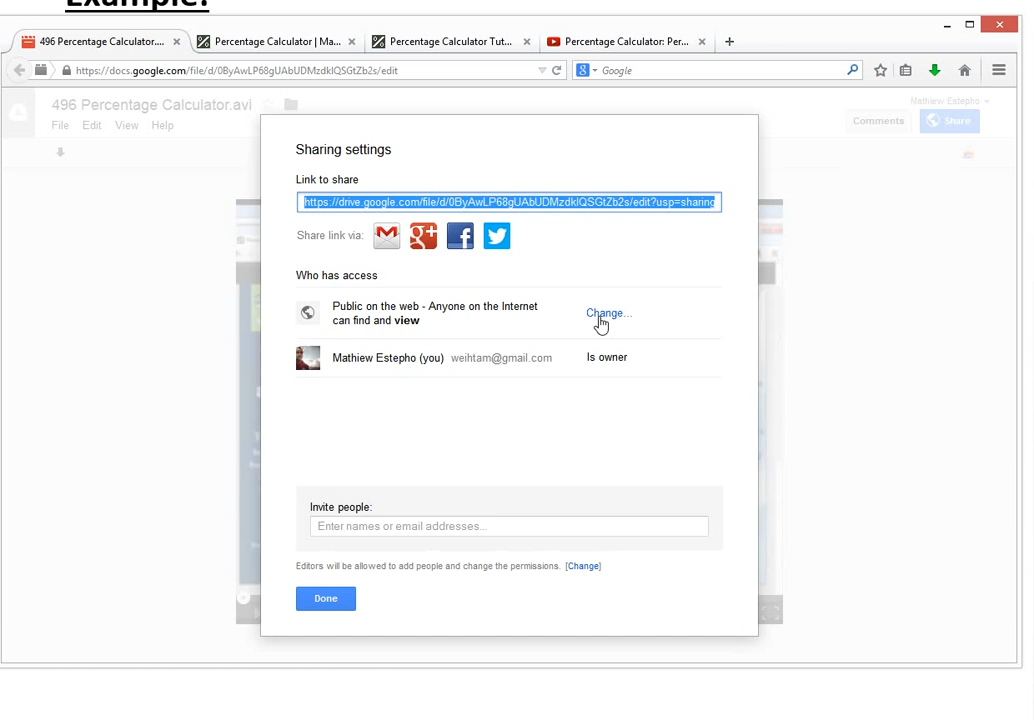 Example:
496 Percentage Calculator....
Percentage Calculator | Ma...
Percentage Calculator Tut...
Percentage Calculator: Per...
https://docs.google.com/file/d/0ByAwLP68gUAbUDMzdklQSGtZb2s/edit
Google
496 Percentage Calculator.avi
Mathiew Estepho
File Edit View Help
Comments
Share
Sharing settings
Link to share
https://drive.google.com/file/d/0ByAwLP68gUAbUDMzdklQSGtZb2s/edit?usp=sharing
Share link via:
Who has access
Public on the web - Anyone on the Internet
can find and view
Change...
Mathiew Estepho (you) weihtam@gmail.com Is owner
Invite people:
Enter names or email addresses...
Editors will be allowed to add people and change the permissions. [Change]
Done